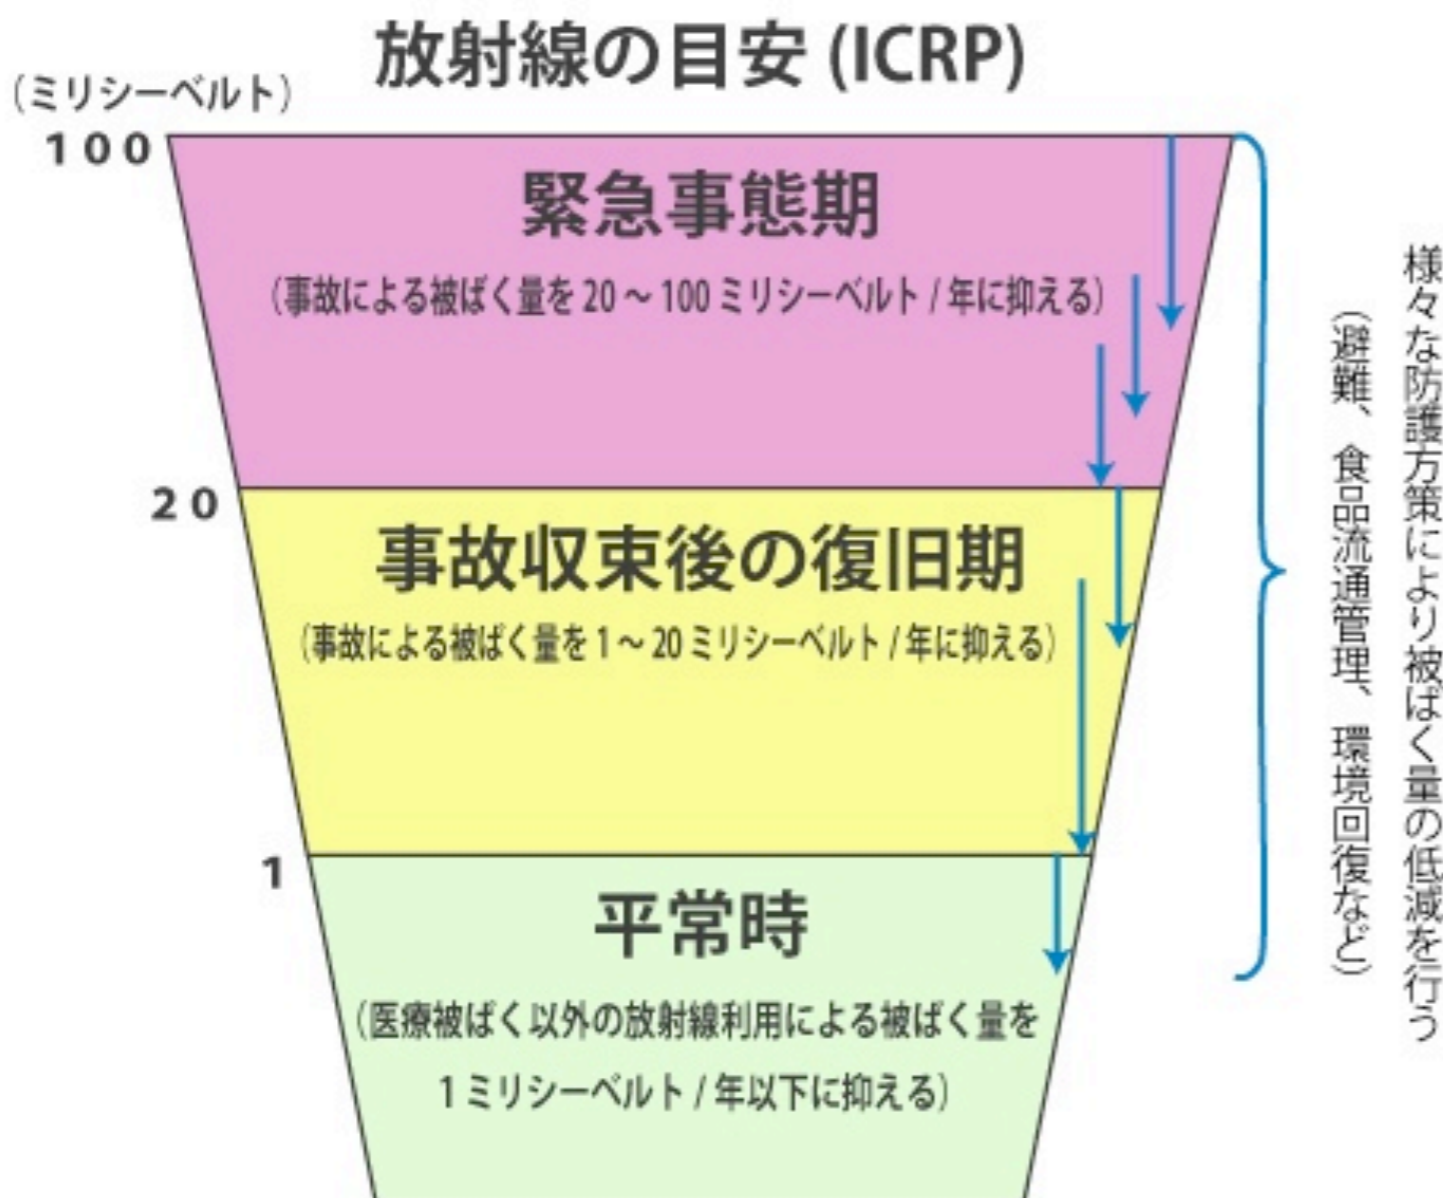 放射線の目安 (ICRP)
（ミリシーベルト）
100
緊急事態期
（事故による被ばく量を 20 ～ 100 ミリシーベルト / 年に抑える）
20
事故収束後の復旧期
（事故による被ばく量を 1 ～ 20 ミリシーベルト / 年に抑える）
1
平常時
（医療被ばく以外の放射線利用による被ばく量を
1 ミリシーベルト / 年以下に抑える）
様々な防護方策により被ばく量の低減を行う
（避難、食品流通管理、環境回復など）